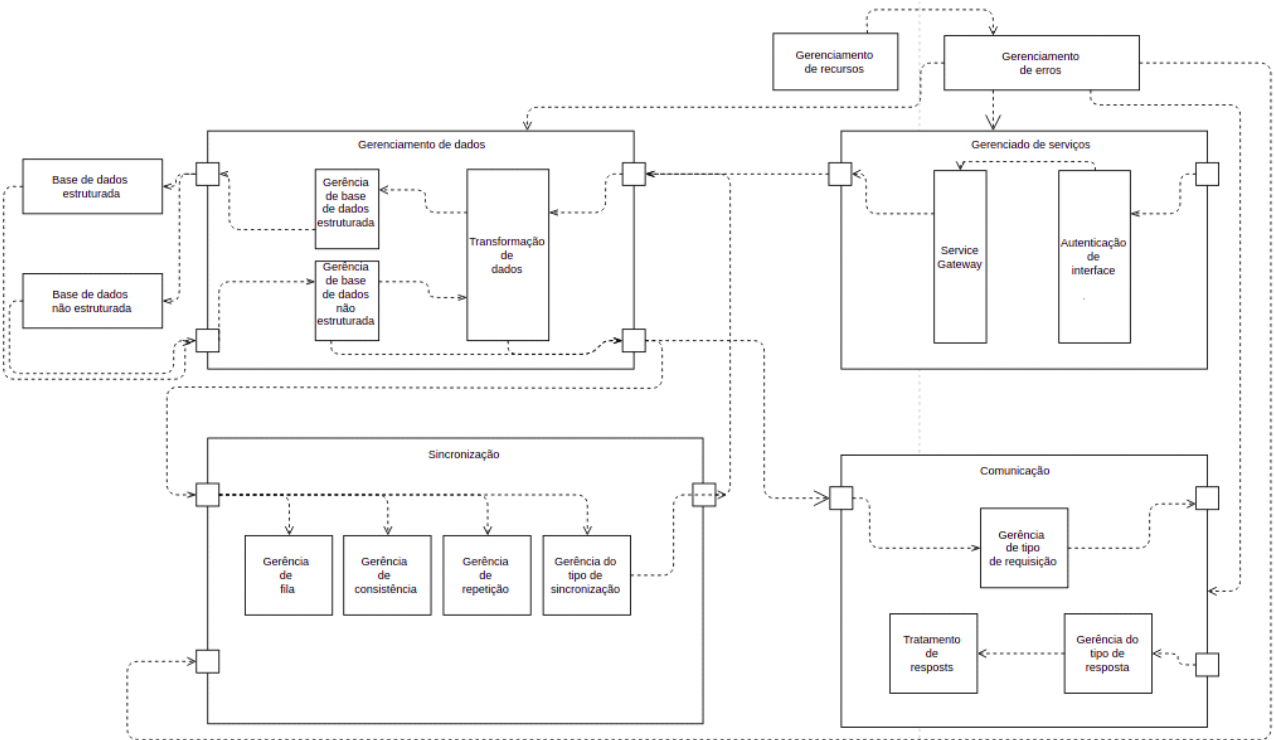 Gerenciamento
de recursos
Gerenciamento
de erros
Gerenciamento de dados
Gerenciado de serviços
Base de dados
estruturada
Base de dados
não estruturada
Gerência
de base
de dados
estruturada
Gerência
de base
de dados
não
estruturada
Transformação
de
dados
Service
Gateway
Autenticação
de
interface
Sincronização
Gerência
de
fila
Gerência
de
consistência
Gerência
de
repetição
Gerência do
tipo de
sincronização
Comunicação
Gerência
de tipo
de requisição
Tratamento
de
resposts
Gerência do
tipo de
resposta